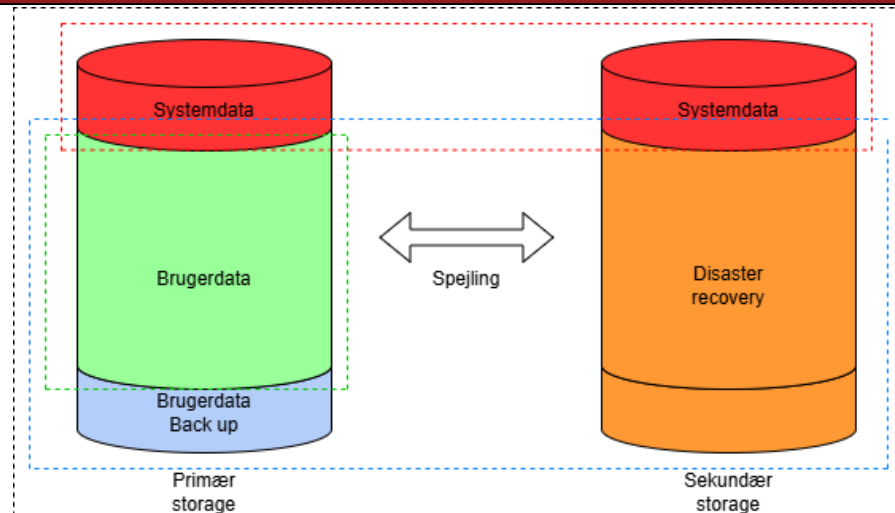 Systemdata
Systemdata
Brugerdata
Spejling
Disaster
recovery
Brugerdata
Back up
Primær
storage
Sekundær
storage